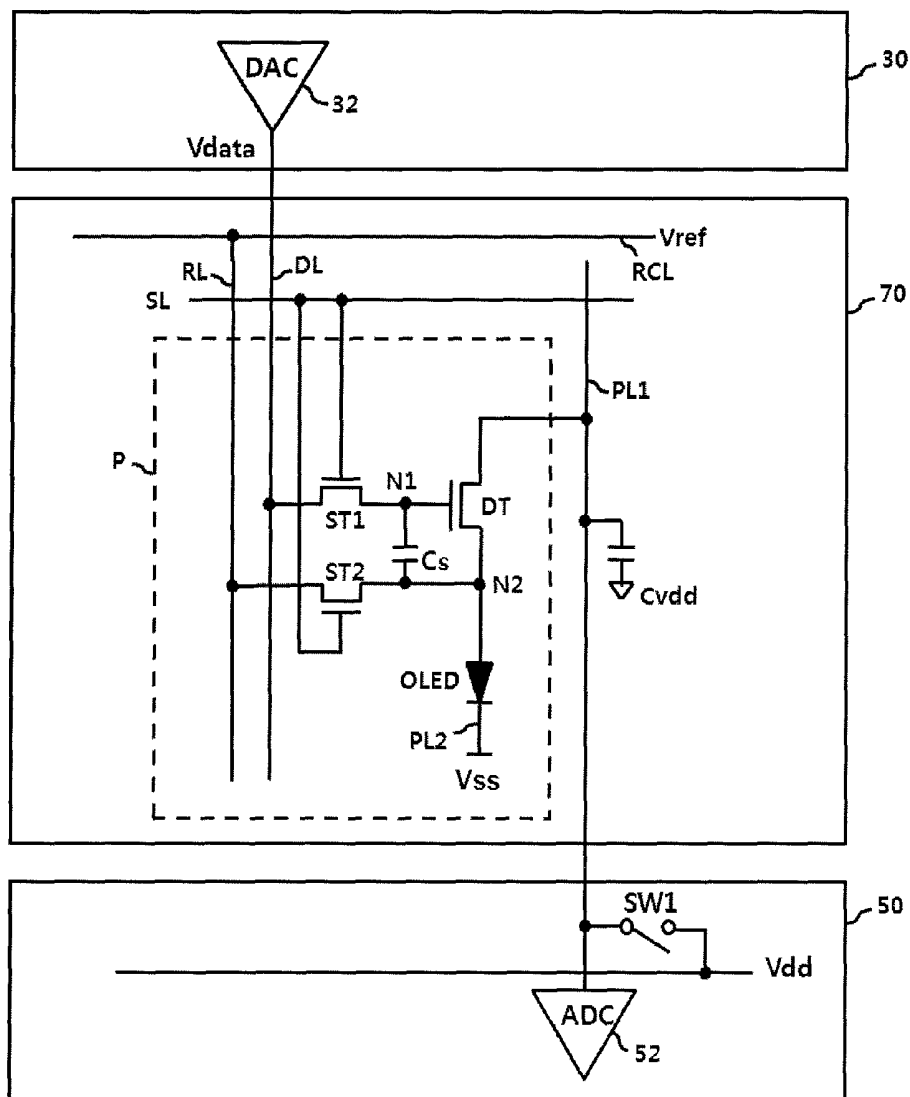 DAC
30
32
Vdata
Vref
RL
DL
RCL
SL
70
PL1
P
N1
DT
ST1
Cs
ST2
N2
Cvdd
OLED
PL2
Vss
SW1
50
Vdd
ADC
52